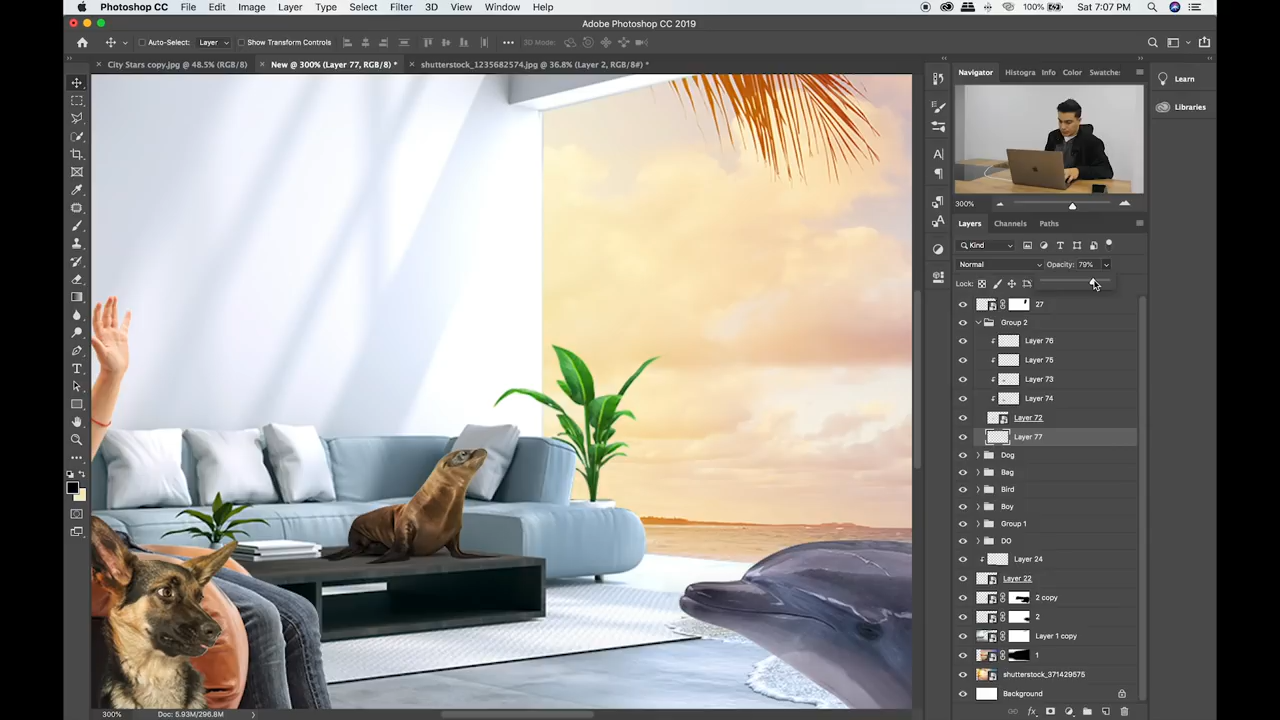 Photoshop CC File Edit Image Layer Type Select Filter 3D View Window Help 100% Sat 7:07 PM
Adobe Photoshop CC 2019
Auto-Select: Layer Show Transform Controls 3D Mode:
City Stars copy.jpg @ 48.5% (RGB/8) New @ 300% (Layer 77, RGB/8) * shutterstock_1235682574.jpg @ 36.8% (Layer 2, RGB/8#) *
Navigator Histogra Info Color Swatche:
Learn
Libraries
300%
Layers Channels Paths
Kind
Normal Opacity: 79%
Lock:
27
Group 2
Layer 76
Layer 75
Layer 73
Layer 74
Layer 72
Layer 77
Dog
Bag
Bird
Boy
Group 1
DO
Layer 24
Layer 22
2 copy
2
Layer 1 copy
1
shutterstock_371429575
Background
300% Doc: 5.93M/296.8M
fx